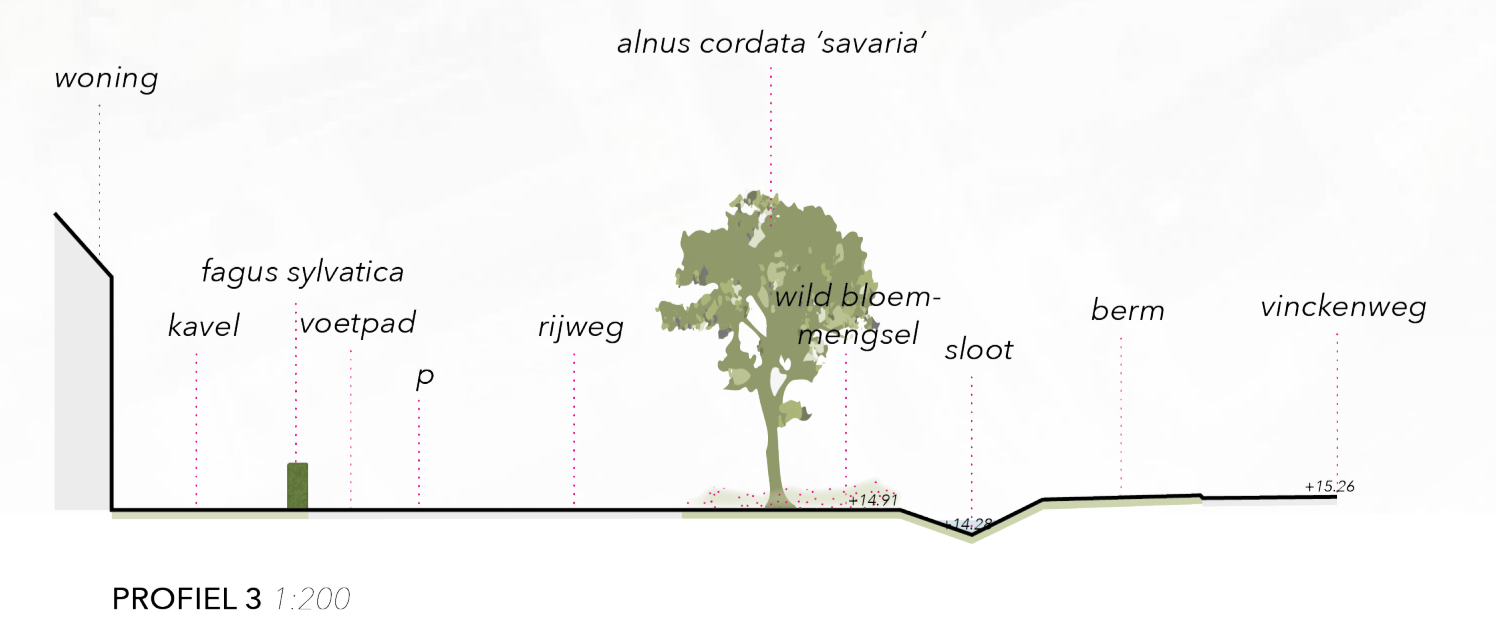 alnus cordata ‘savaria’
woning
fagus sylvatica
kavel
voetpad
p
rijweg
wild bloem-
mengsel
sloot
berm
vinckenweg
+14.91
+14.28
+15.26
PROFIEL 3 1:200